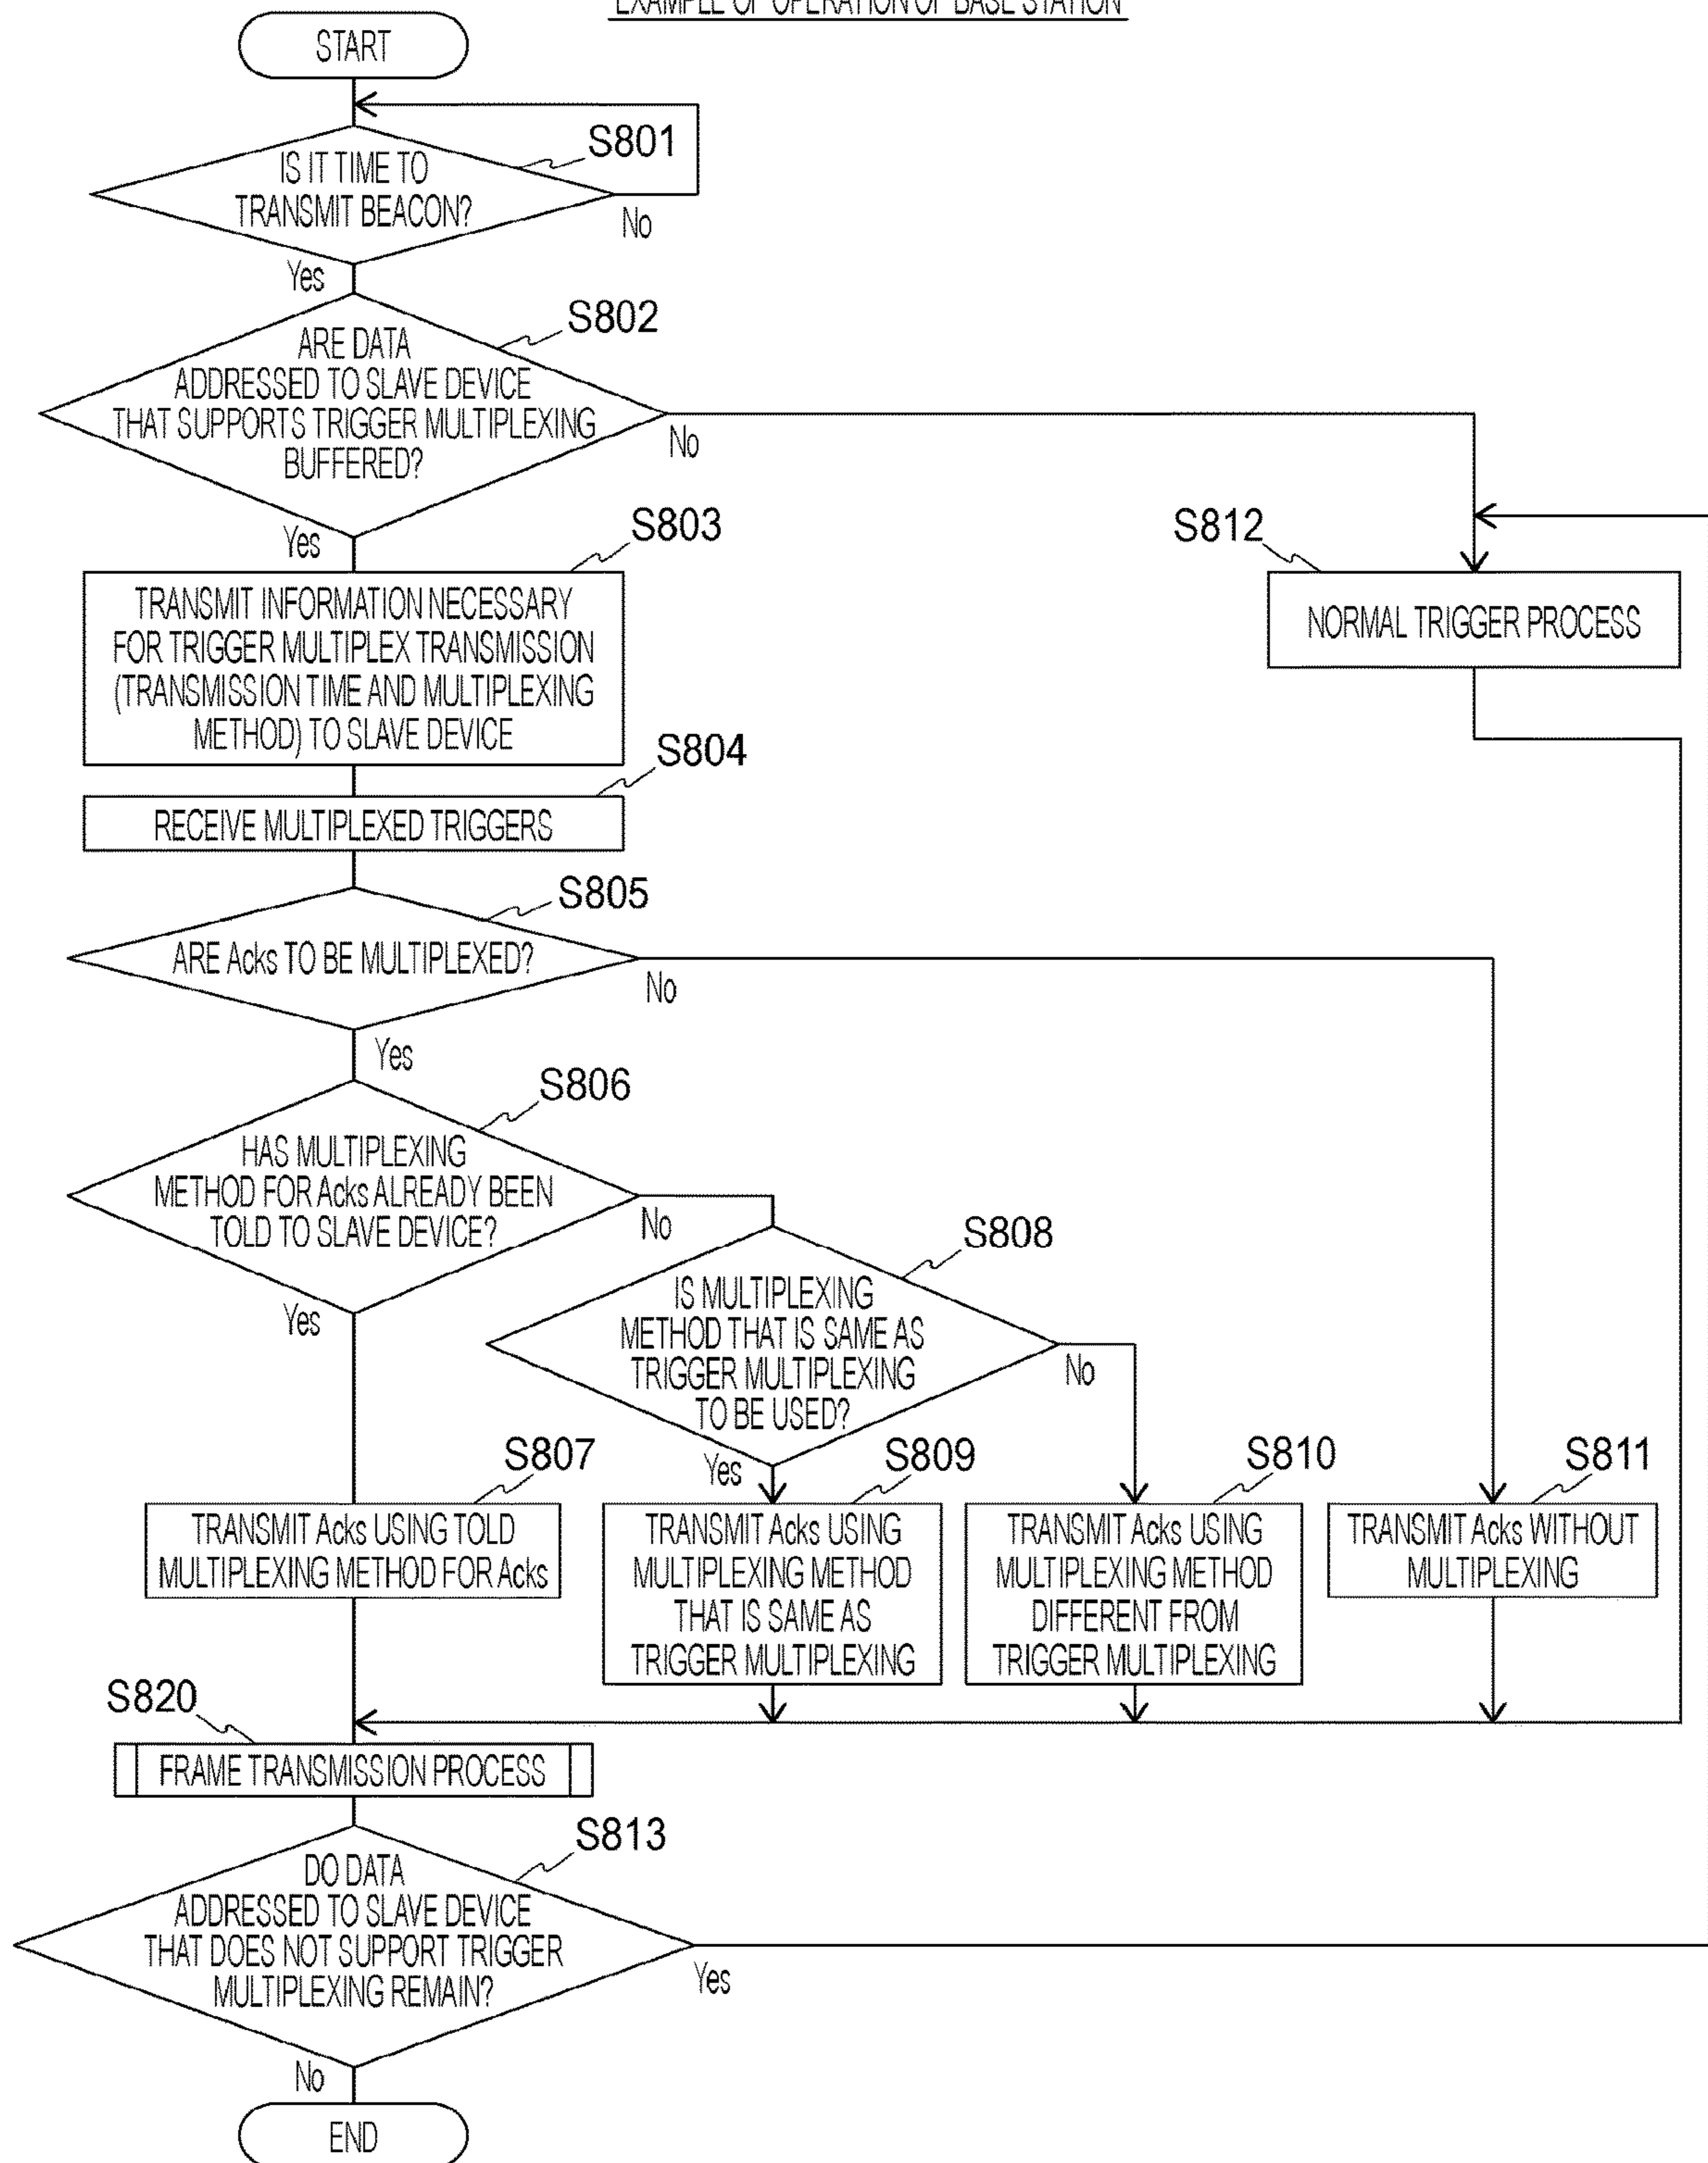 EXAMPLE OF OPERATION OF BASE STATION
START
S801
IS IT TIME TO
TRANSMIT BEACON?
No
Yes
S802
ARE DATA
ADDRESSED TO SLAVE DEVICE
THAT SUPPORTS TRIGGER MULTIPLEXING
BUFFERED?
No
Yes
S803
TRANSMIT INFORMATION NECESSARY
FOR TRIGGER MULTIPLEX TRANSMISSION
(TRANSMISSION TIME AND MULTIPLEXING
METHOD) TO SLAVE DEVICE
S812
NORMAL TRIGGER PROCESS
S804
RECEIVE MULTIPLEXED TRIGGERS
S805
ARE Acks TO BE MULTIPLEXED?
No
Yes
S806
HAS MULTIPLEXING
METHOD FOR Acks ALREADY BEEN
TOLD TO SLAVE DEVICE?
No
Yes
S808
IS MULTIPLEXING
METHOD THAT IS SAME AS
TRIGGER MULTIPLEXING
TO BE USED?
No
Yes
S807
TRANSMIT Acks USING TOLD
MULTIPLEXING METHOD FOR Acks
S809
TRANSMIT Acks USING
MULTIPLEXING METHOD
THAT IS SAME AS
TRIGGER MULTIPLEXING
S810
TRANSMIT Acks USING
MULTIPLEXING METHOD
DIFFERENT FROM
TRIGGER MULTIPLEXING
S811
TRANSMIT Acks WITHOUT
MULTIPLEXING
S820
FRAME TRANSMISSION PROCESS
S813
DO DATA
ADDRESSED TO SLAVE DEVICE
THAT DOES NOT SUPPORT TRIGGER
MULTIPLEXING REMAIN?
Yes
No
END